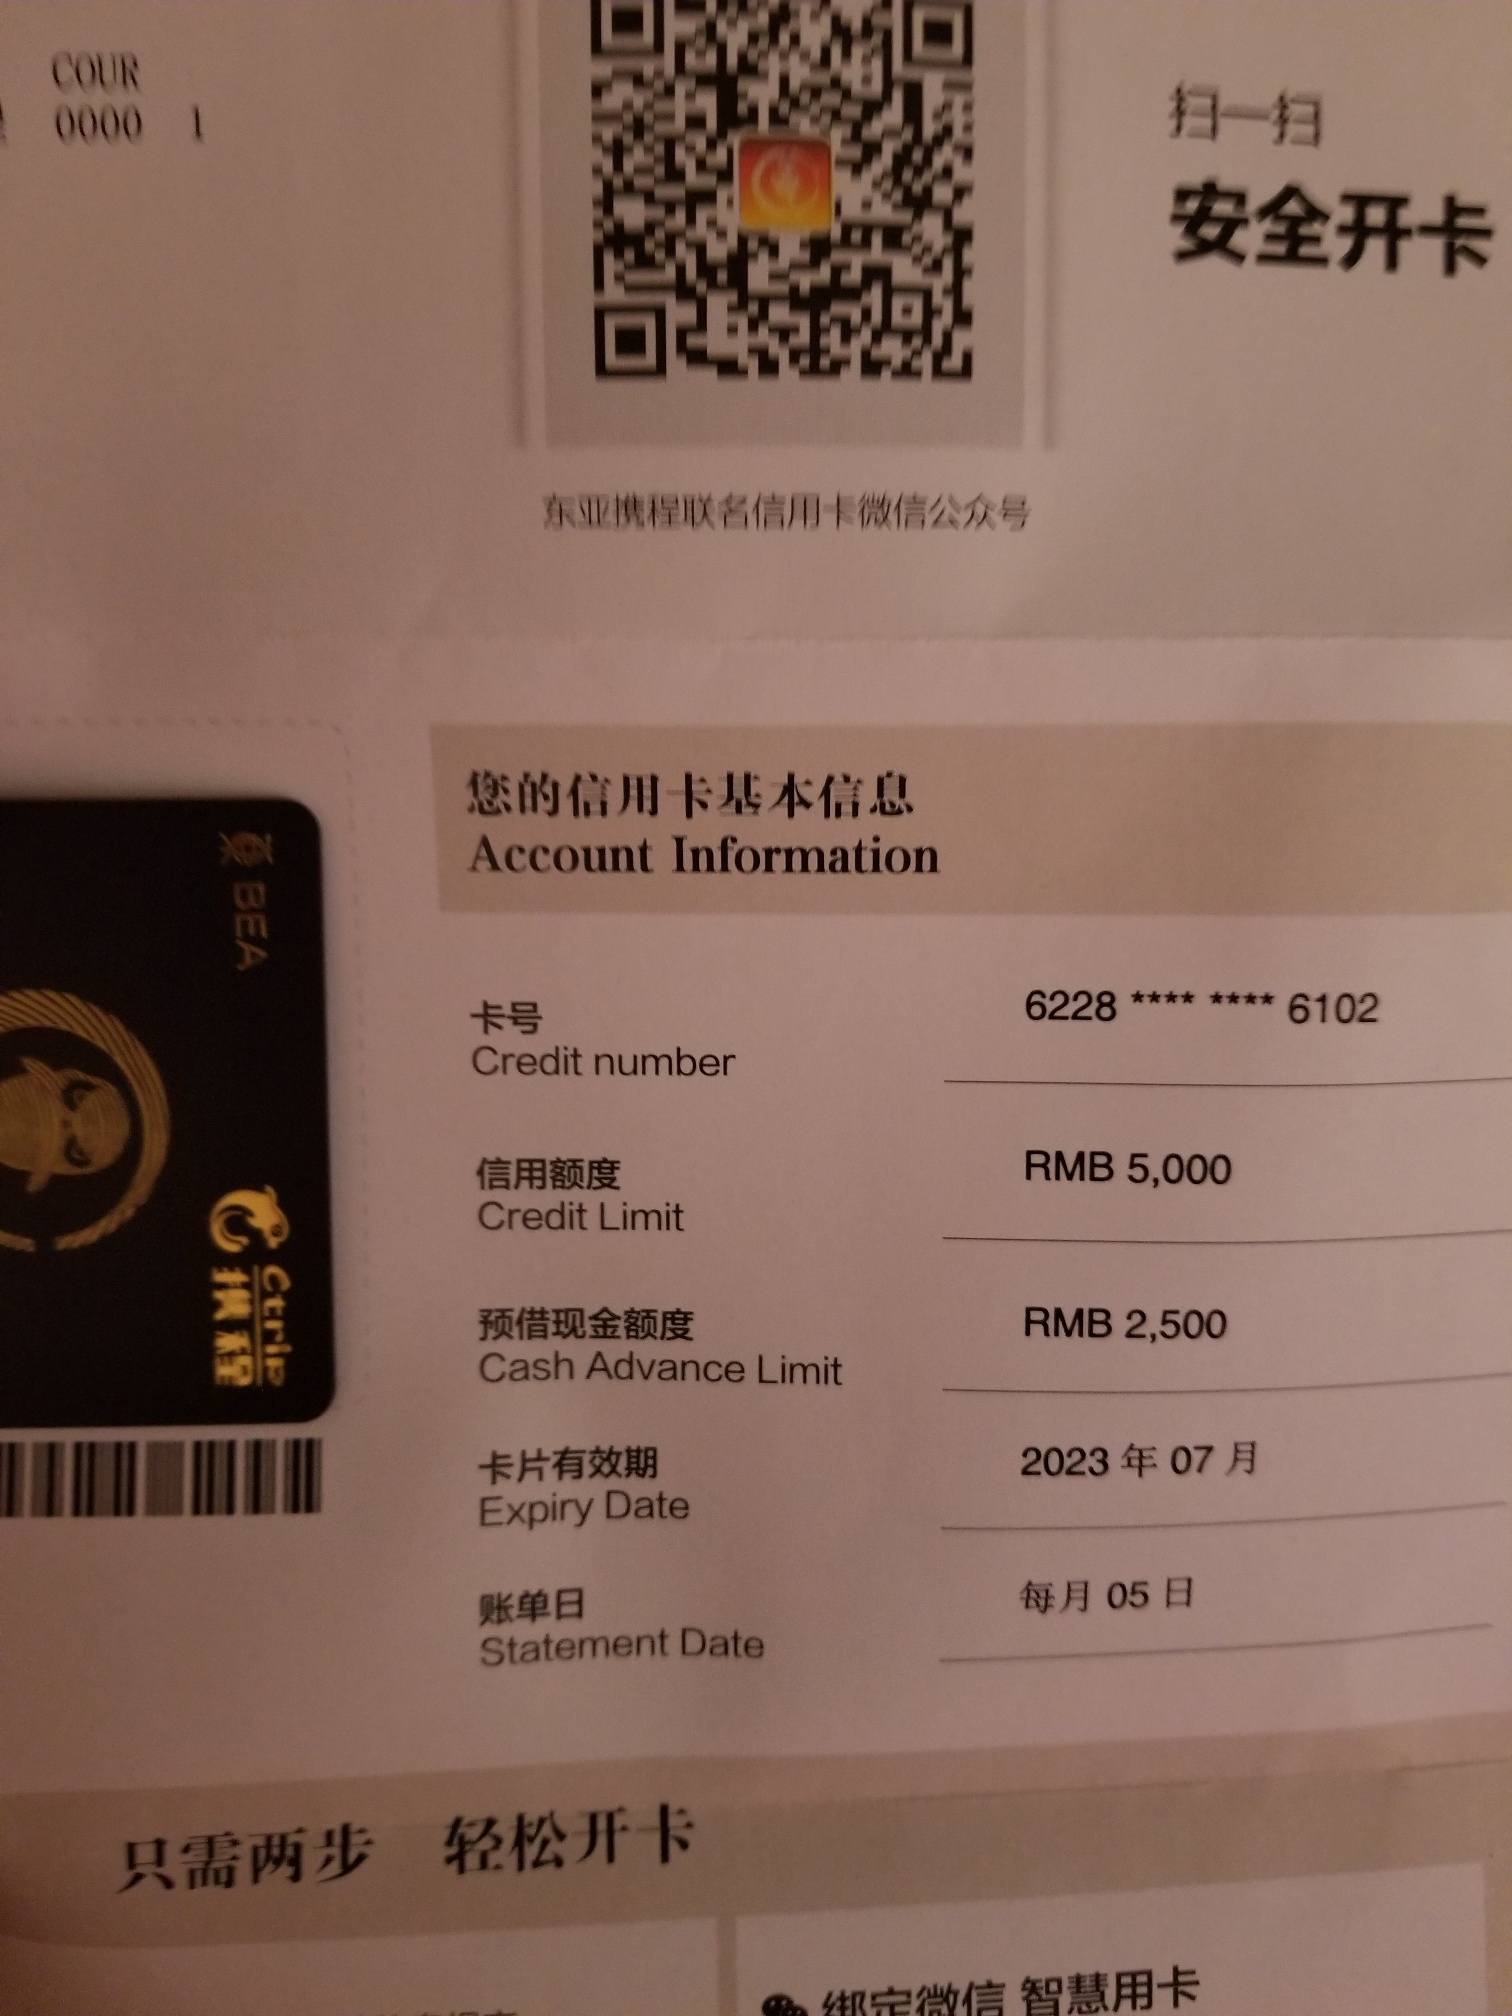 COUR
0000 1
扫一扫
安全开卡
东亚携程联名信用卡微信公众号
BEA
Ctrip
携程
您的信用卡基本信息
Account Information
卡号
Credit number
6228 **** **** 6102
信用额度
Credit Limit
RMB 5,000
预借现金额度
Cash Advance Limit
RMB 2,500
卡片有效期
Expiry Date
2023 年 07 月
账单日
Statement Date
每月 05 日
只需两步 轻松开卡
绑定微信 智慧用卡